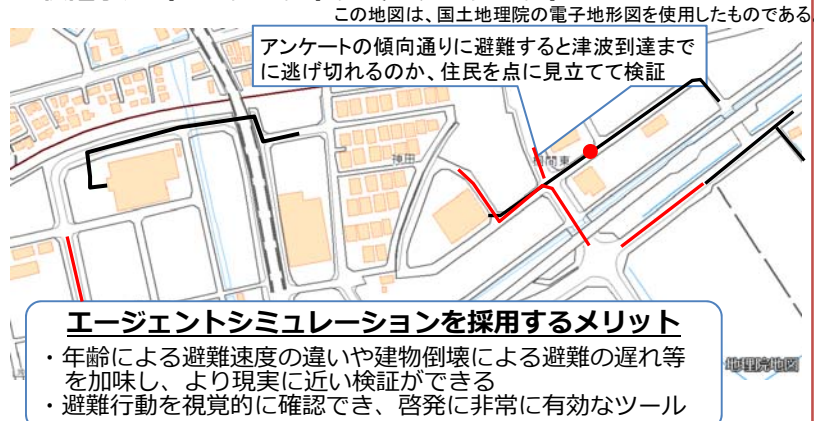 この地図は、国土地理院の電子地形図を使用したものである
アンケートの傾向通りに避難すると津波到達まで
に逃げ切れるのか、住民を点に見立てて検証
神田
間東
エージェントシミュレーションを採用するメリット
・年齢による避難速度の違いや建物倒壊による避難の遅れ等
を加味し、より現実に近い検証ができる
・避難行動を視覚的に確認でき、啓発に非常に有効なツール
地理院地図